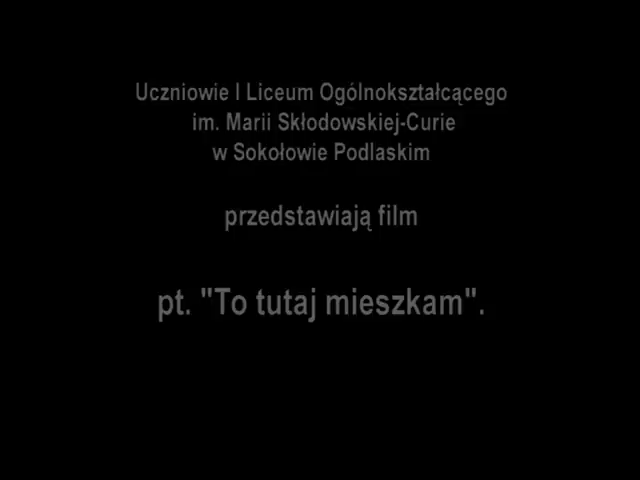 Uczniowie I Liceum Ogólnokształcącego
im. Marii Skłodowskiej-Curie
w Sokołowie Podlaskim
przedstawiają film
pt. "To tutaj mieszkam".